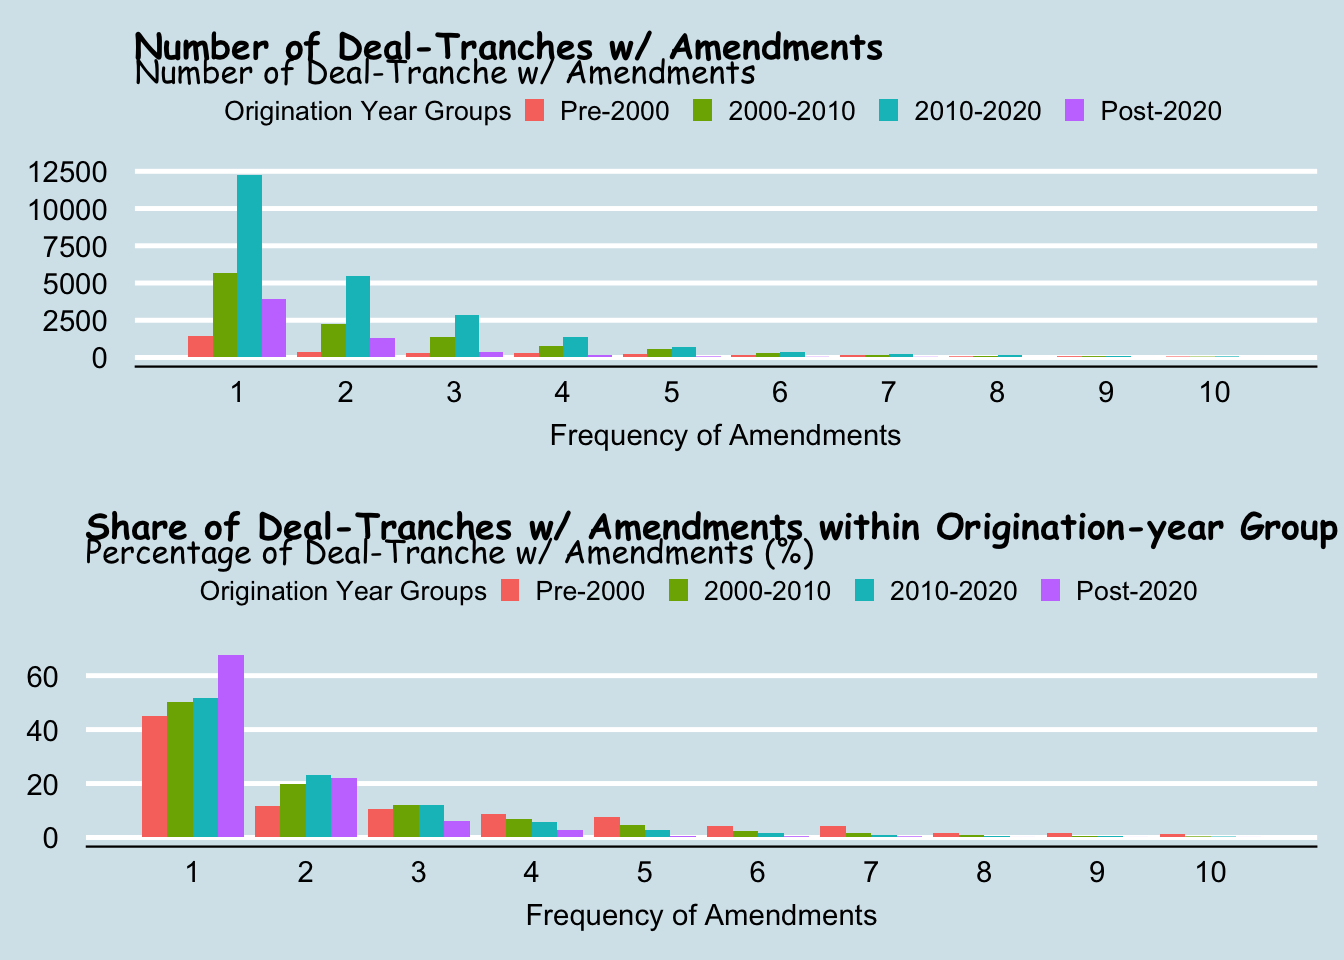 Number of Deal-Tranches w/ Amendments
Number of Deal-Tranche w/ Amendments
Origination Year Groups Pre-2000 2000-2010 2010-2020 Post-2020
12500
10000
7500
5000
2500
0
1 2 3 4 5 6 7 8 9 10
Frequency of Amendments
Share of Deal-Tranches w/ Amendments within Origination-year Group
Percentage of Deal-Tranche w/ Amendments (%)
Origination Year Groups Pre-2000 2000-2010 2010-2020 Post-2020
60
40
20
0
1 2 3 4 5 6 7 8 9 10
Frequency of Amendments